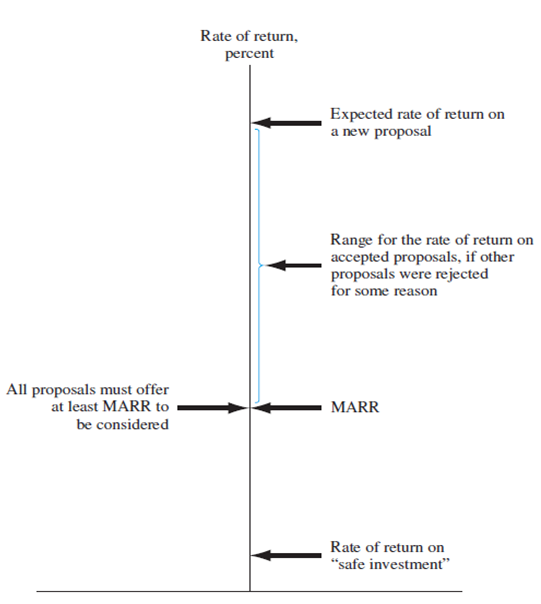 Rate of return,
percent
Expected rate of return on
a new proposal
Range for the rate of return on
accepted proposals, if other
proposals were rejected
for some reason
All proposals must offer
at least MARR to
be considered
MARR
Rate of return on
“safe investment”